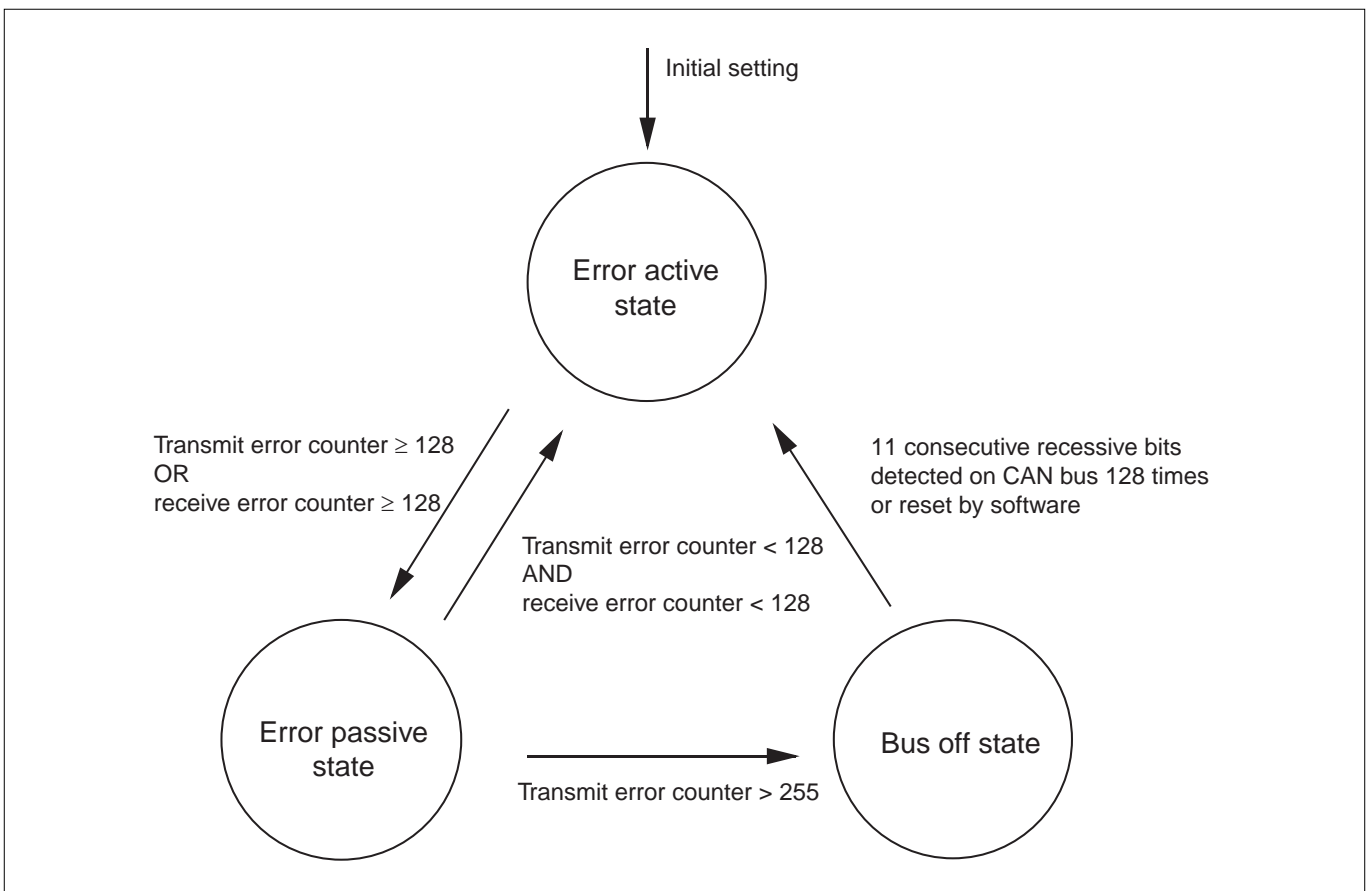 Initial setting
Error active
state
Transmit error counter ≥ 128
OR
receive error counter ≥ 128
11 consecutive recessive bits
detected on CAN bus 128 times
or reset by software
Transmit error counter < 128
AND
receive error counter < 128
Error passive
state
Bus off state
Transmit error counter > 255